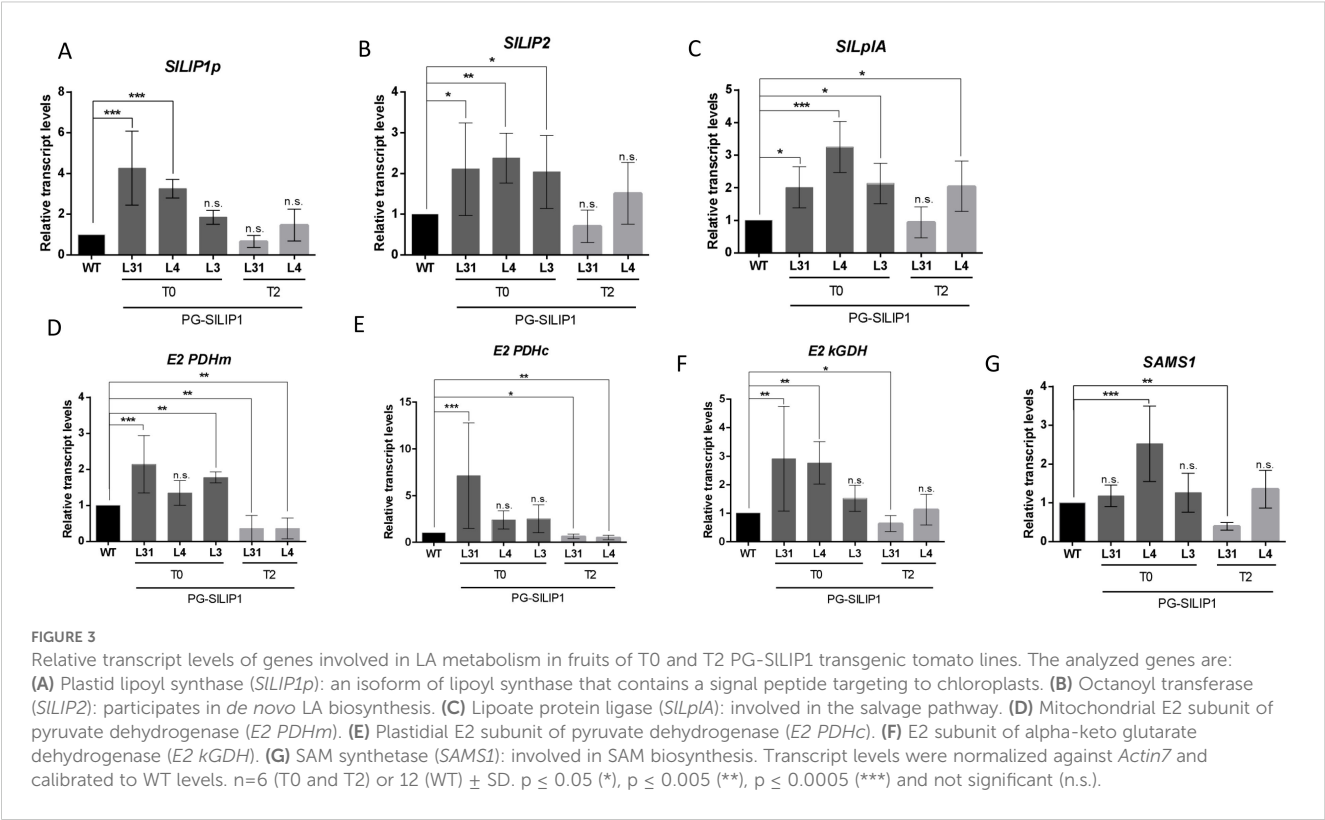 A
SlLIP1p
Relative transcript levels
8
6
4
2
0
***
***
n.s.
n.s.
n.s.
WT L31 L4 L3 L31 L4
T0 T2
PG-SlLIP1
B
SlLIP2
Relative transcript levels
4
3
2
1
0
*
**
*
n.s.
n.s.
WT L31 L4 L3 L31 L4
T0 T2
PG-SlLIP1
C
SlLplA
Relative transcript levels
5
4
3
2
1
0
*
*
***
*
n.s.
WT L31 L4 L3 L31 L4
T0 T2
PG-SlLIP1
D
E2 PDHm
Relative transcript levels
4
3
2
1
0
**
**
**
***
n.s.
WT L31 L4 L3 L31 L4
T0 T2
PG-SlLIP1
E
E2 PDHc
Relative transcript levels
15
10
5
0
**
*
***
n.s.
n.s.
WT L31 L4 L3 L31 L4
T0 T2
PG-SlLIP1
F
E2 kGDH
Relative transcript levels
5
4
3
2
1
0
*
**
**
n.s.
n.s.
WT L31 L4 L3 L31 L4
T0 T2
PG-SlLIP1
G
SAMS1
Relative transcript levels
4
3
2
1
0
**
***
n.s.
n.s.
n.s.
WT L31 L4 L3 L31 L4
T0 T2
PG-SlLIP1
FIGURE 3
Relative transcript levels of genes involved in LA metabolism in fruits of T0 and T2 PG-SlLIP1 transgenic tomato lines. The analyzed genes are:
(A) Plastid lipoyl synthase (SlLIP1p): an isoform of lipoyl synthase that contains a signal peptide targeting to chloroplasts. (B) Octanoyl transferase
(SlLIP2): participates in de novo LA biosynthesis. (C) Lipoate protein ligase (SlLplA): involved in the salvage pathway. (D) Mitochondrial E2 subunit of
pyruvate dehydrogenase (E2 PDHm). (E) Plastidial E2 subunit of pyruvate dehydrogenase (E2 PDHc). (F) E2 subunit of alpha-keto glutarate
dehydrogenase (E2 kGDH). (G) SAM synthetase (SAMS1): involved in SAM biosynthesis. Transcript levels were normalized against Actin7 and
calibrated to WT levels. n=6 (T0 and T2) or 12 (WT) ± SD. p ≤ 0.05 (*), p ≤ 0.005 (**), p ≤ 0.0005 (***) and not significant (n.s.).